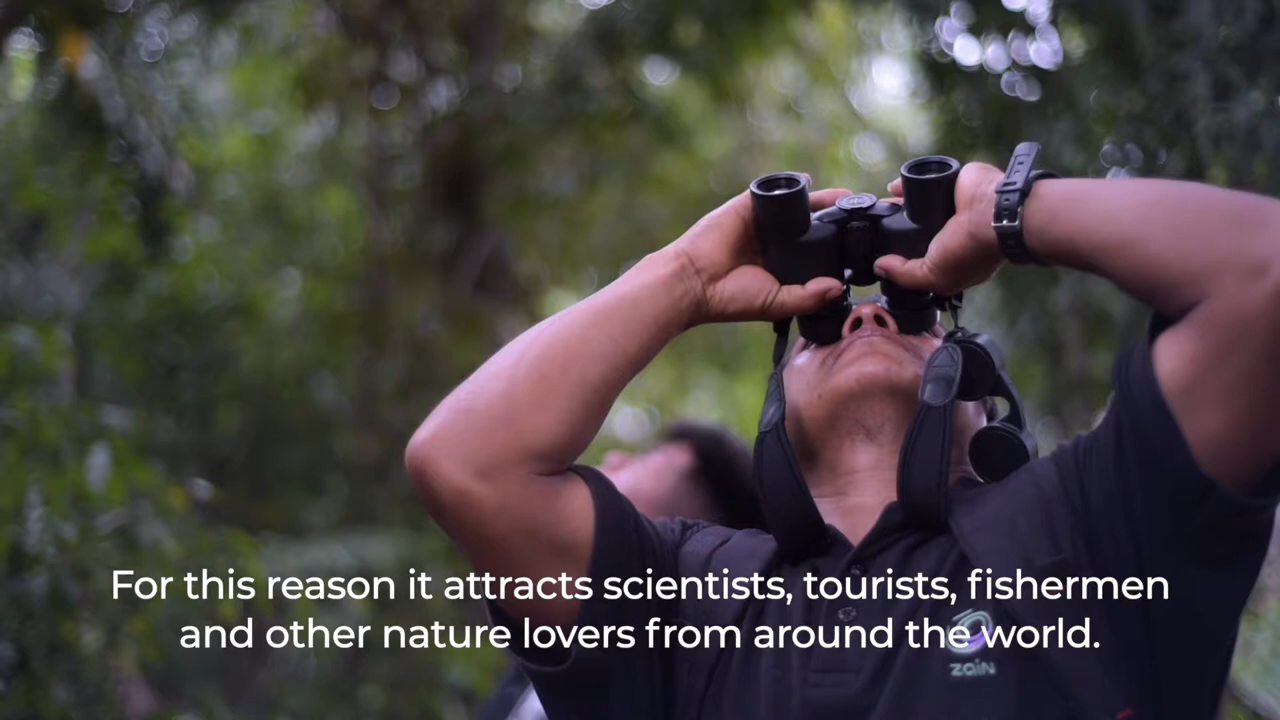 For this reason it attracts scientists, tourists, fishermen
and other nature lovers from around the world.
zain